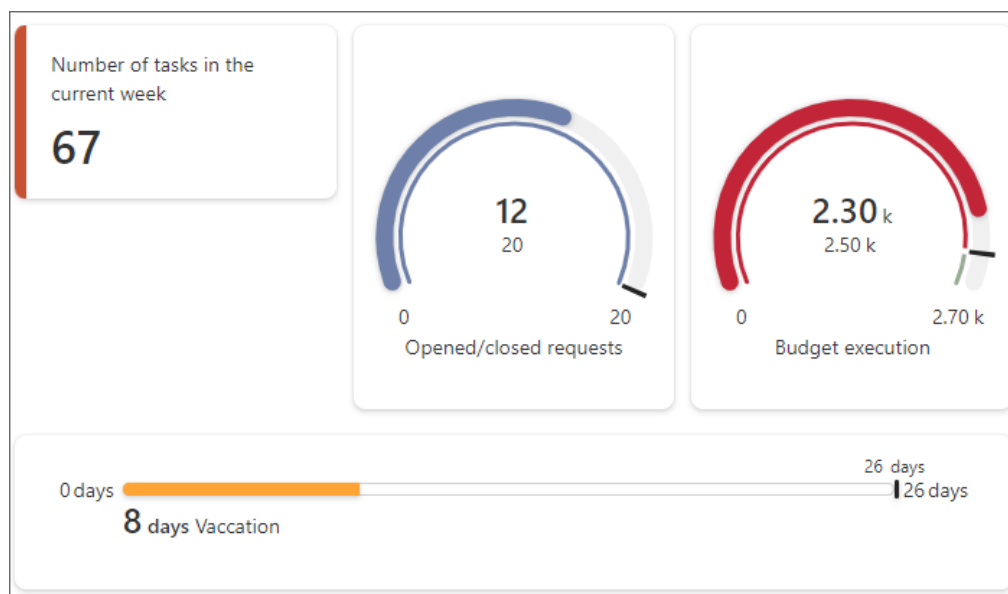 Number of tasks in the
current week
67
12
20
0 20
Opened/closed requests
2.30 k
2.50 k
0 2.70 k
Budget execution
26 days
0 days 26 days
8 days Vaccation